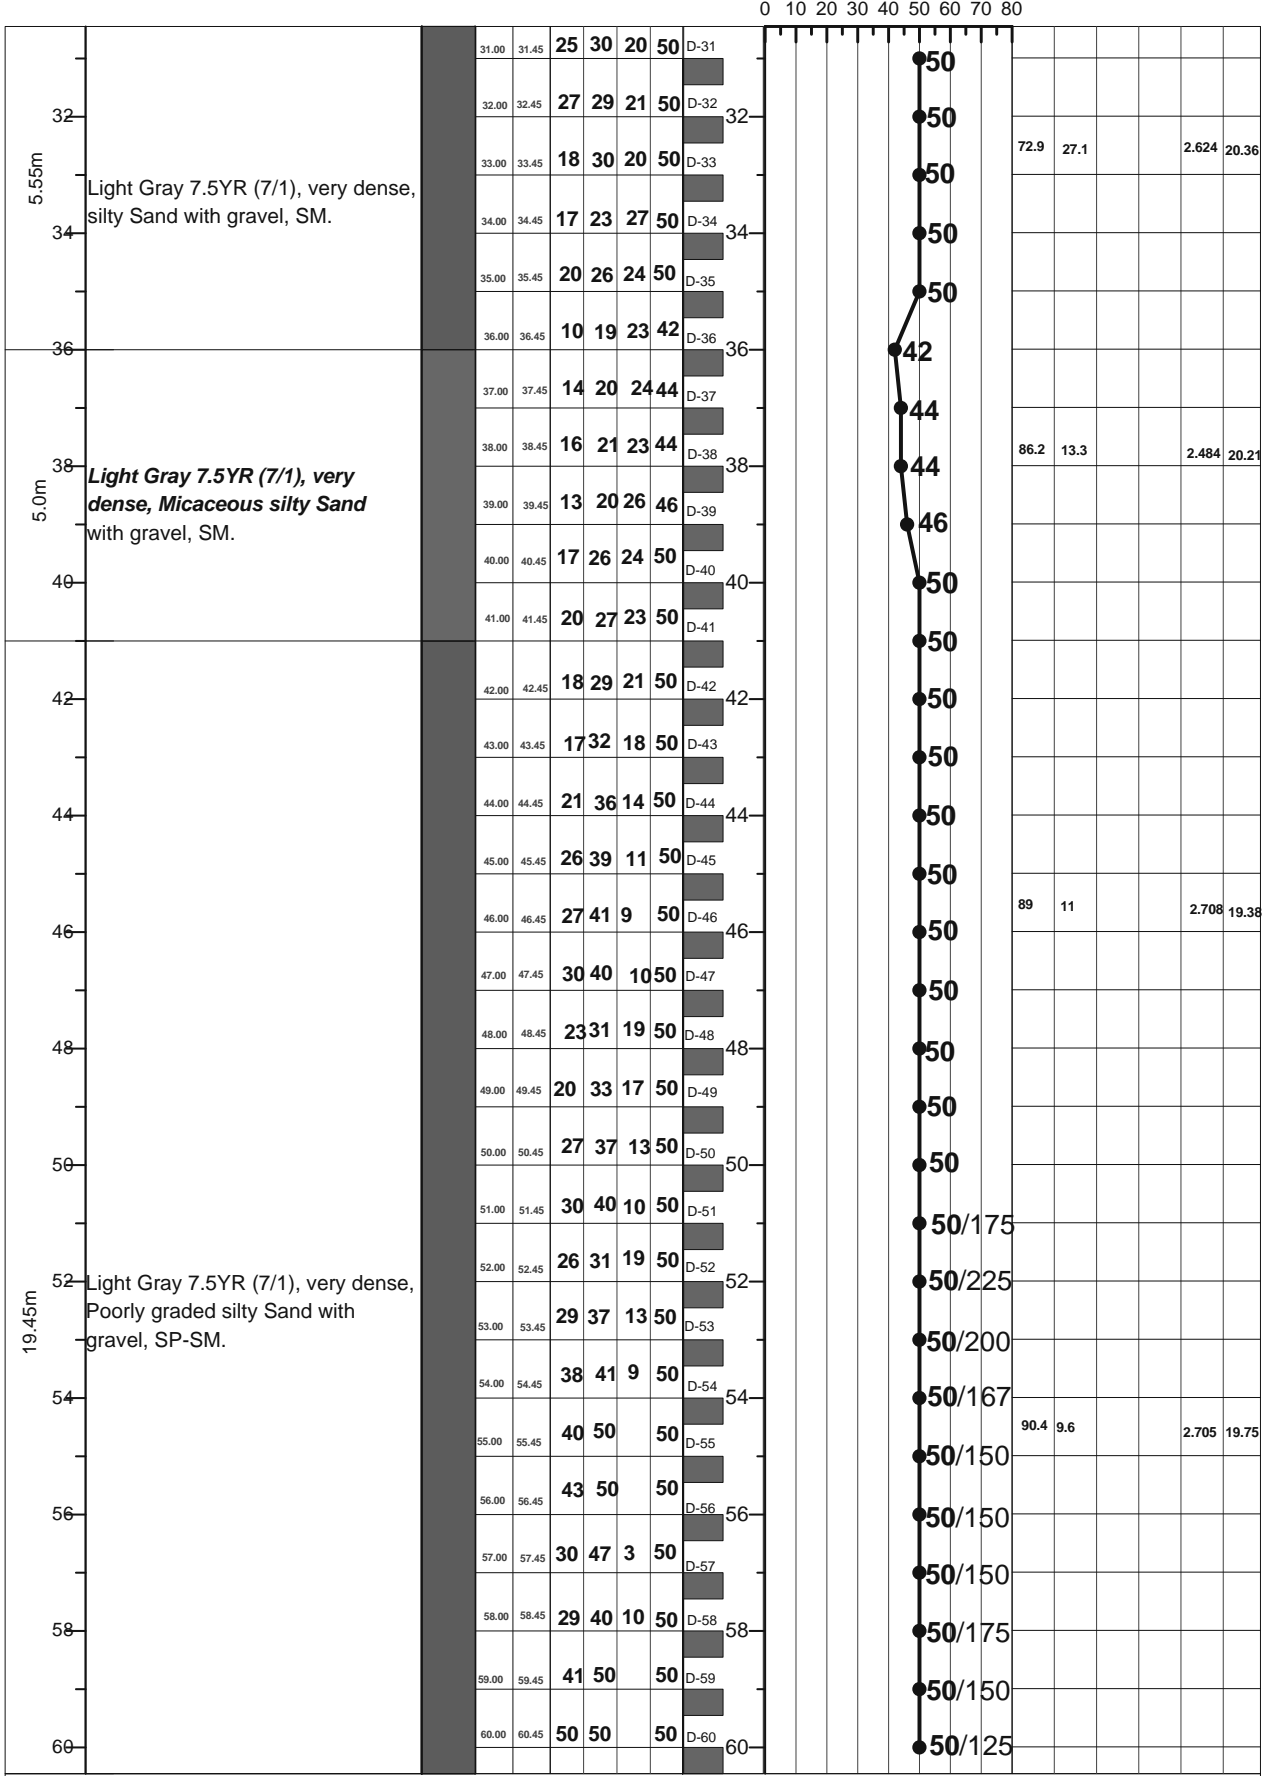 0 10 20 30 40 50 60 70 80
31.00 31.45 25 30 20 50 D-31 50
32.00 32.45 27 29 21 50 D-32
32 32 50
33.00 33.45 18 30 20 50 D-33 72.9 27.1 2.624 20.36
50
5.55m
Light Gray 7.5YR (7/1), very dense,
silty Sand with gravel, SM.
34.00 34.45 17 23 27 50 D-34
34 34 50
35.00 35.45 20 26 24 50 D-35
50
36.00 36.45 10 19 23 42 D-36
36 36 42
37.00 37.45 14 20 24 44 D-37
44
38.00 38.45 16 21 23 44 D-38 86.2 13.3 2.484 20.21
38 38 44
5.0m
Light Gray 7.5YR (7/1), very
dense, Micaceous silty Sand
with gravel, SM.
39.00 39.45 13 20 26 46 D-39
46
40.00 40.45 17 26 24 50 D-40
40 40 50
41.00 41.45 20 27 23 50 D-41
50
42.00 42.45 18 29 21 50 D-42
42 42 50
43.00 43.45 17 32 18 50 D-43
50
44.00 44.45 21 36 14 50 D-44
44 44 50
45.00 45.45 26 39 11 50 D-45
50
46.00 46.45 27 41 9 50 D-46 89 11 2.708 19.38
46 46 50
47.00 47.45 30 40 10 50 D-47
50
48.00 48.45 23 31 19 50 D-48
48 48 50
49.00 49.45 20 33 17 50 D-49
50
50.00 50.45 27 37 13 50 D-50
50 50 50
51.00 51.45 30 40 10 50 D-51
50/175
52.00 52.45 26 31 19 50 D-52
52 52 50/225
19.45m
Light Gray 7.5YR (7/1), very dense,
Poorly graded silty Sand with
gravel, SP-SM.
53.00 53.45 29 37 13 50 D-53
50/200
54.00 54.45 38 41 9 50 D-54
54 54 50/167
55.00 55.45 40 50 50 D-55 90.4 9.6 2.705 19.75
50/150
56.00 56.45 43 50 50 D-56
56 56 50/150
57.00 57.45 30 47 3 50 D-57
50/150
58.00 58.45 29 40 10 50 D-58
58 58 50/175
59.00 59.45 41 50 50 D-59
50/150
60.00 60.45 50 50 50 D-60
60 60 50/125